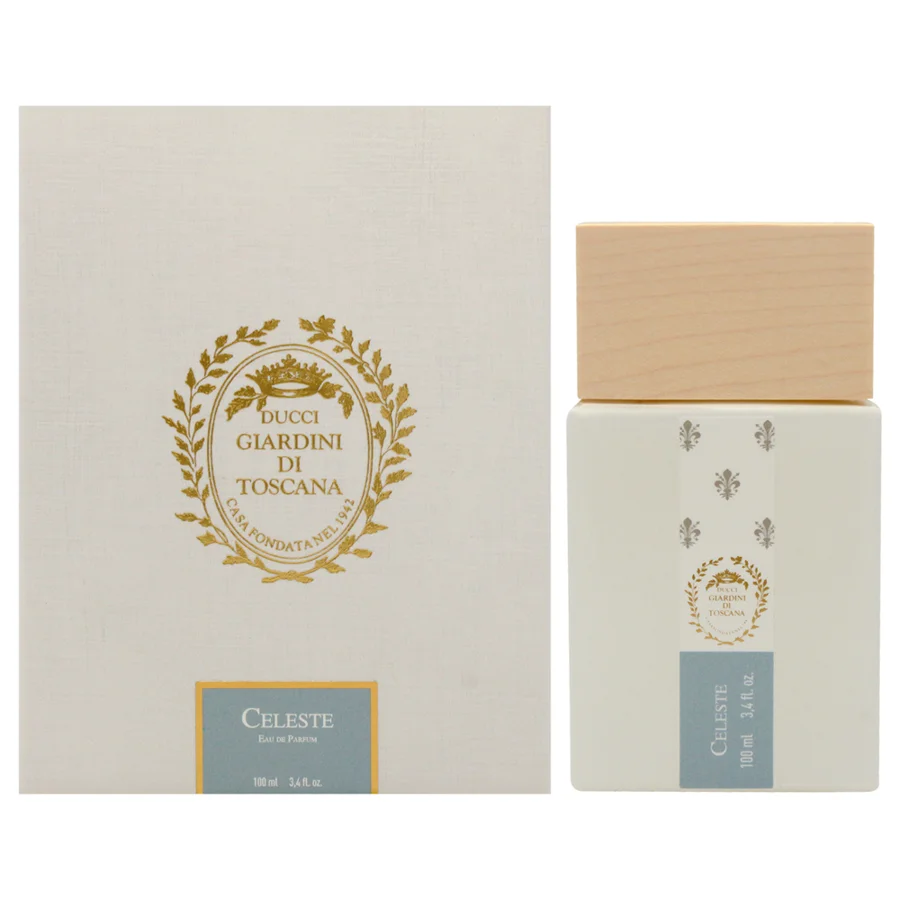 DUCCI
GIARDINI
DI
TOSCANA
CASA FONDATA NEL 1942
CELESTE
EAU DE PARFUM
100 ml 3,4 fl. oz.
DUCCI
GIARDINI
DI
TOSCANA
CELESTE
100 ml 3,4 fl. oz.